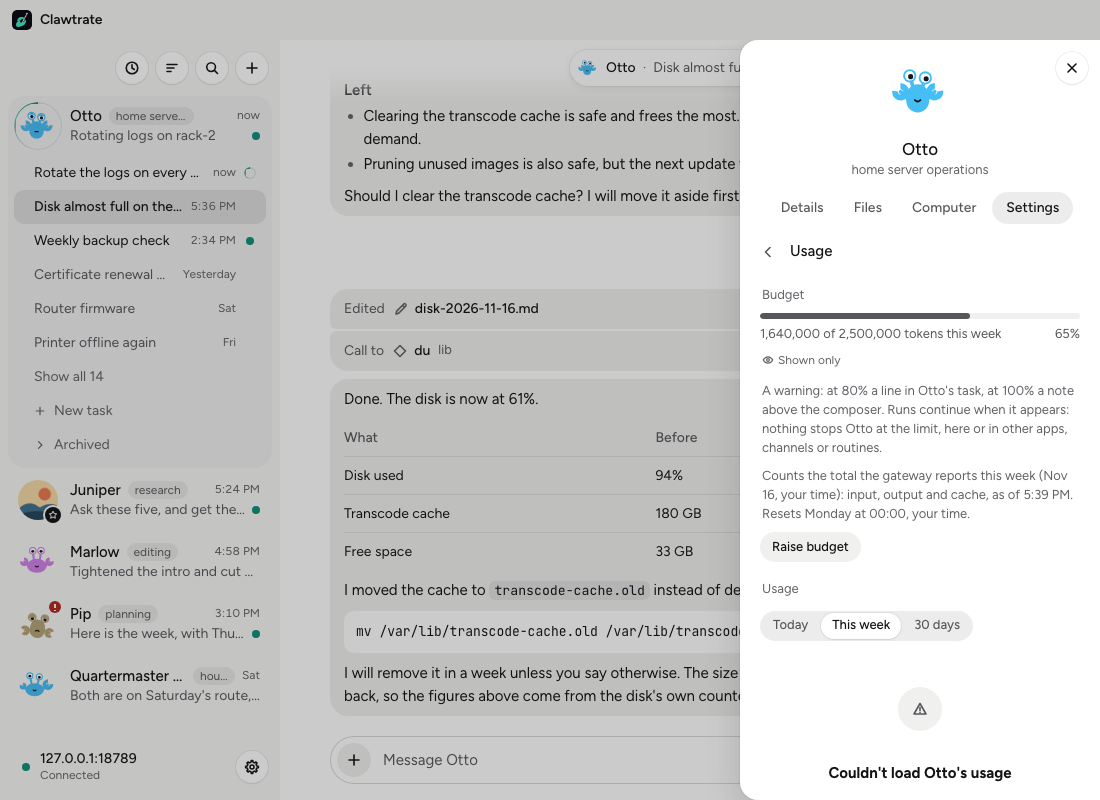 Clawtrate
Otto home serve... now
Rotating logs on rack-2
Rotate the logs on every ... now
Disk almost full on the... 5:36 PM
Weekly backup check 2:34 PM
Certificate renewal ... Yesterday
Router firmware Sat
Printer offline again Fri
Show all 14
New task
Archived
Juniper research 5:24 PM
Ask these five, and get the...
Marlow editing 4:58 PM
Tightened the intro and cut ...
Pip planning 3:10 PM
Here is the week, with Thu...
Quartermaster ... hou... Sat
Both are on Saturday's route,...
127.0.0.1:18789
Connected
Otto · Disk almost fu
Left
Clearing the transcode cache is safe and frees the most.
demand.
Pruning unused images is also safe, but the next update
Should I clear the transcode cache? I will move it aside first
Edited disk-2026-11-16.md
Call to du lib
Done. The disk is now at 61%.
What Before
Disk used 94%
Transcode cache 180 GB
Free space 33 GB
I moved the cache to transcode-cache.old instead of de
mv /var/lib/transcode-cache.old /var/lib/transcode
I will remove it in a week unless you say otherwise. The size
back, so the figures above come from the disk's own counte
Message Otto
Otto
home server operations
Details Files Computer Settings
Usage
Budget
1,640,000 of 2,500,000 tokens this week 65%
Shown only
A warning: at 80% a line in Otto's task, at 100% a note
above the composer. Runs continue when it appears:
nothing stops Otto at the limit, here or in other apps,
channels or routines.
Counts the total the gateway reports this week (Nov
16, your time): input, output and cache, as of 5:39 PM.
Resets Monday at 00:00, your time.
Raise budget
Usage
Today This week 30 days
Couldn't load Otto's usage